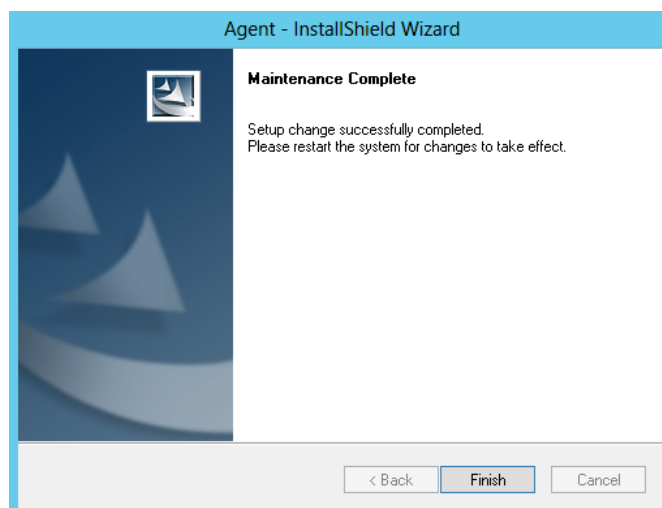 Agent - InstallShield Wizard
Maintenance Complete
Setup change successfully completed.
Please restart the system for changes to take effect.
< Back
Finish
Cancel